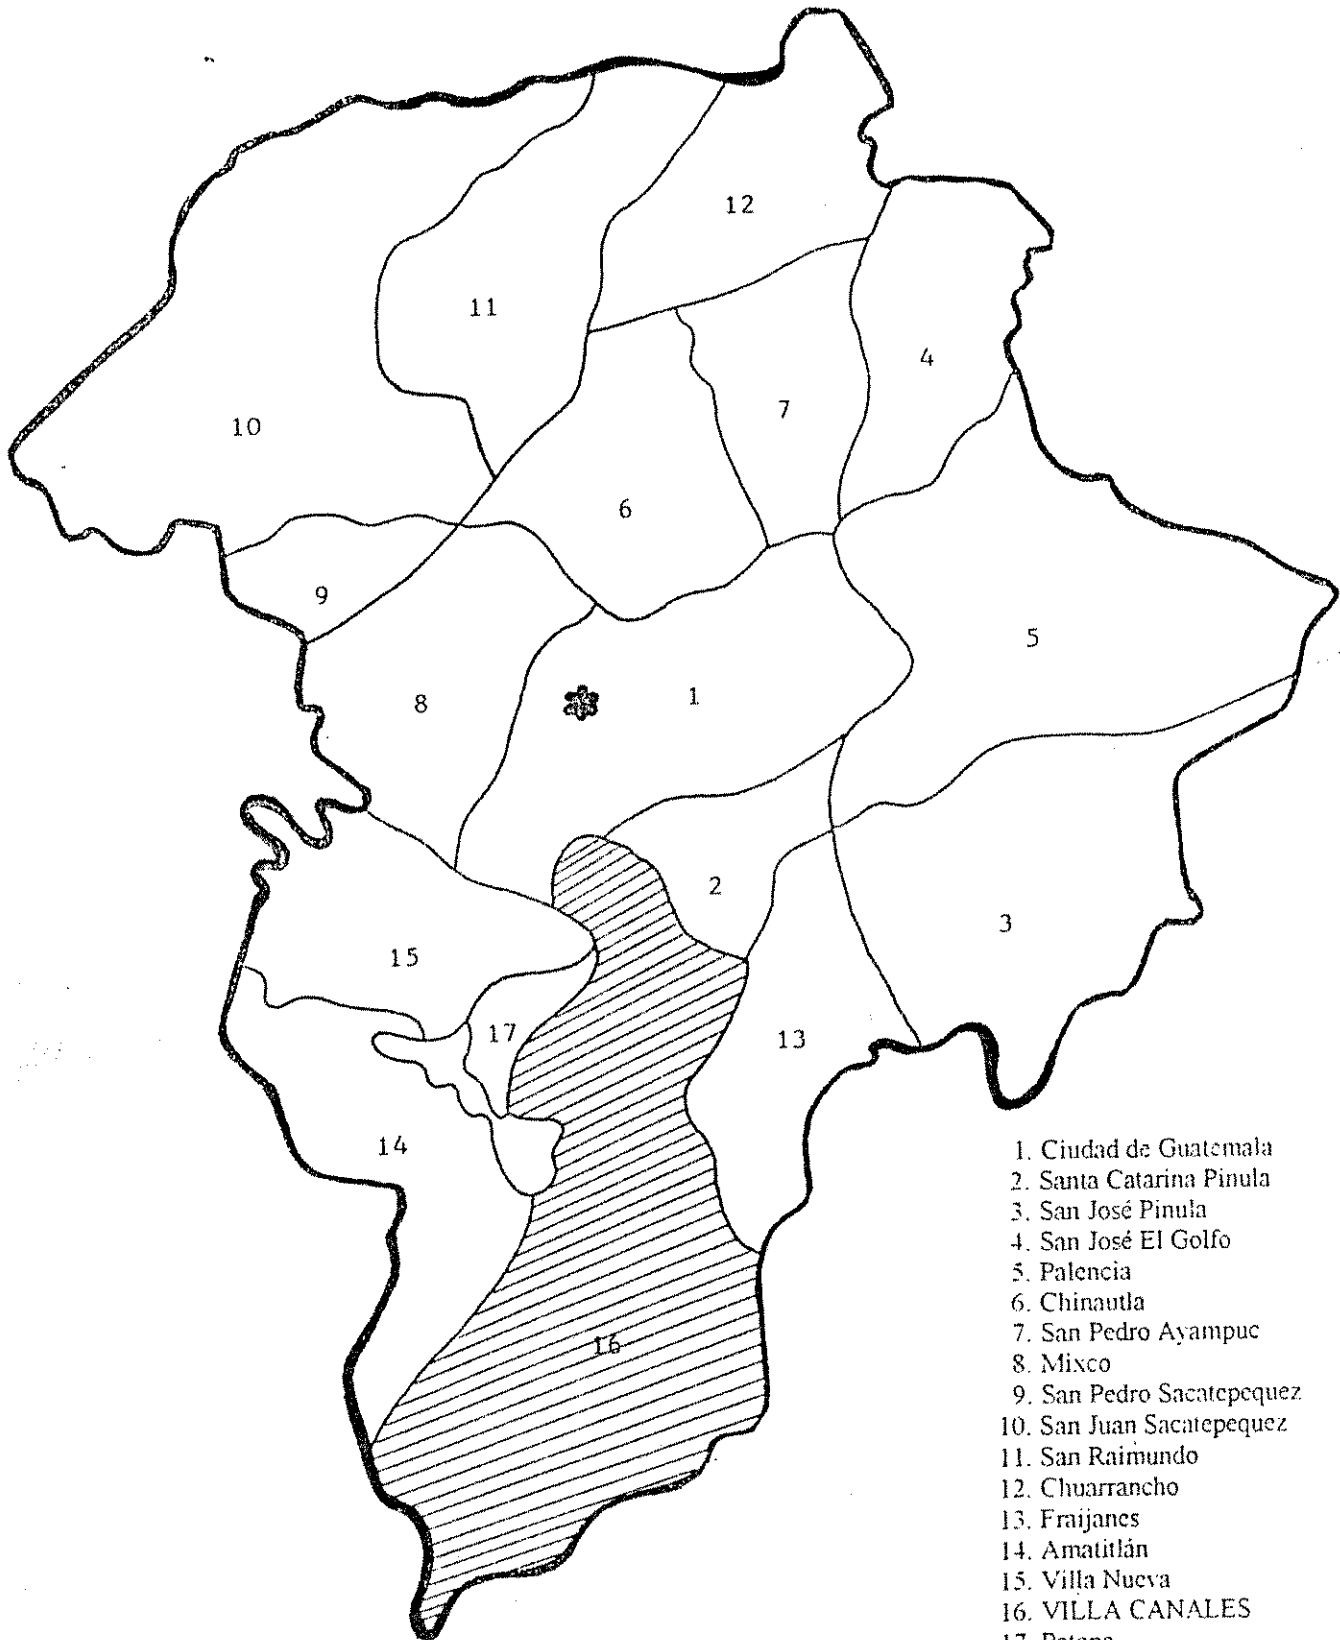 12
11
4
7
10
6
9
5
8
1
2
3
15
17
13
14
16
1. Ciudad de Guatemala
2. Santa Catarina Pinula
3. San José Pinula
4. San José El Golfo
5. Palencia
6. Chinautla
7. San Pedro Ayampuc
8. Mixco
9. San Pedro Sacatepequez
10. San Juan Sacatepequez
11. San Raimundo
12. Chuarrancho
13. Fraijanes
14. Amatitlán
15. Villa Nueva
16. VILLA CANALES
17. Petapa